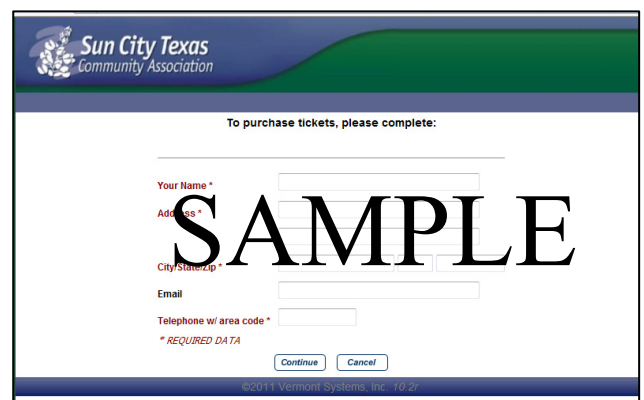 Sun City Texas
Community Association
To purchase tickets, please complete:
Your Name *
Address *
SAMPLE
City/State/Zip *
Email
Telephone w/ area code *
* REQUIRED DATA
Continue Cancel
©2011 Vermont Systems, Inc. 10.2r